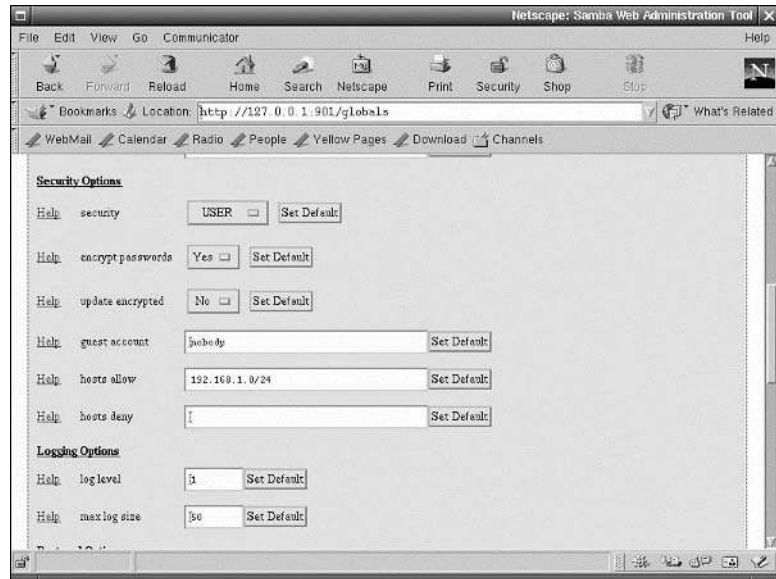 Netscape: Samba Web Administration Tool
File Edit View Go Communicator Help
Back Forward Reload Home Search Netscape Print Security Shop Stop
N
Bookmarks Location: http://127.0.0.1:901/globals What's Related
WebMail Calendar Radio People Yellow Pages Download Channels
Security Options
Help security USER Set Default
Help encrypt passwords Yes Set Default
Help update encrypted No Set Default
Help guest account nobody Set Default
Help hosts allow 192.168.1.0/24 Set Default
Help hosts deny Set Default
Logging Options
Help log level 1 Set Default
Help max log size 50 Set Default